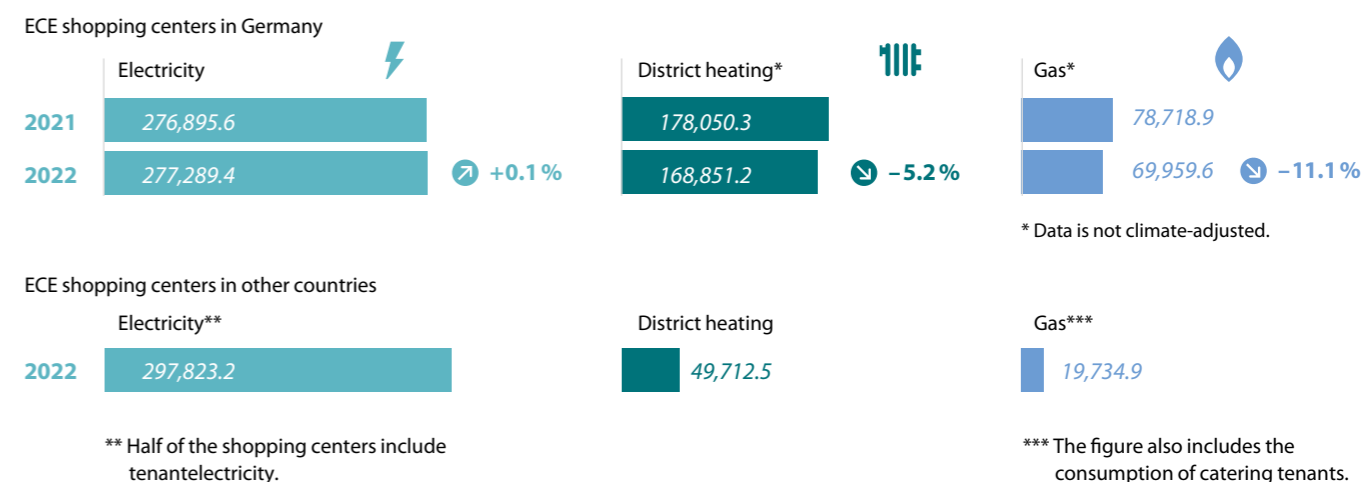 ECE shopping centers in Germany
Electricity
District heating*
Gas*
2021 276,895.6 178,050.3 78,718.9
2022 277,289.4 +0.1 % 168,851.2 –5.2 % 69,959.6 –11.1 %
* Data is not climate-adjusted.
ECE shopping centers in other countries
Electricity** District heating Gas***
2022 297,823.2 49,712.5 19,734.9
** Half of the shopping centers include
tenantelectricity.
*** The figure also includes the
consumption of catering tenants.